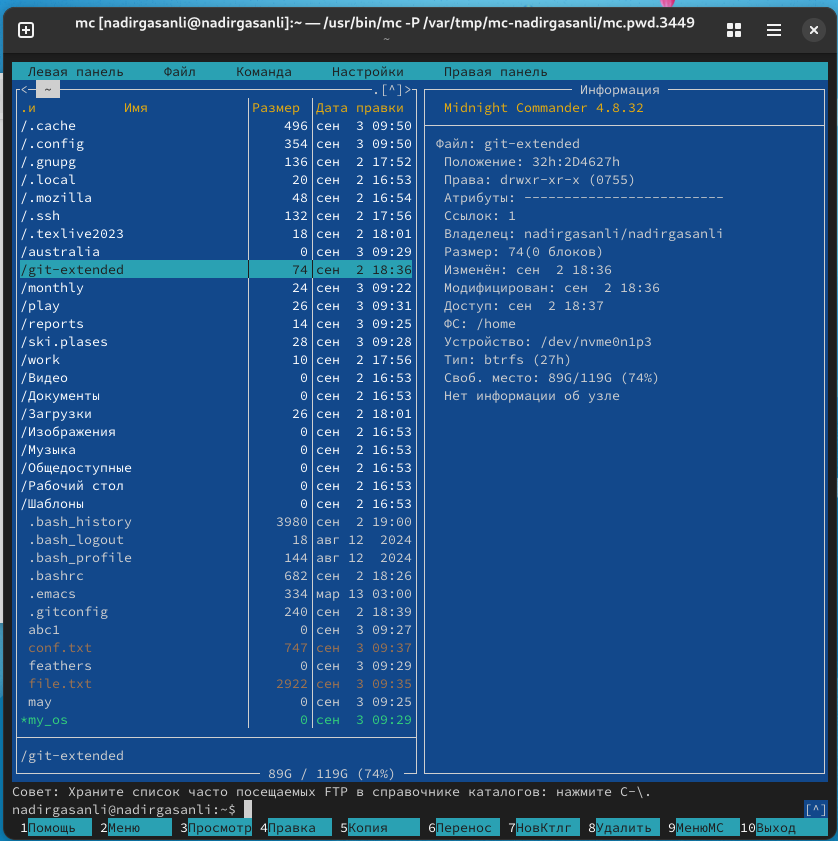 mc [nadirgasanli@nadirgasanli]:~ — /usr/bin/mc -P /var/tmp/mc-nadirgasanli/mc.pwd.3449
~
Левая панель Файл Команда Настройки Правая панель
<- ~ .[^]>
.и Имя Размер Дата правки
/.cache 496 сен 3 09:50
/.config 354 сен 3 09:50
/.gnupg 136 сен 2 17:52
/.local 20 сен 2 16:53
/.mozilla 48 сен 2 16:54
/.ssh 132 сен 2 17:56
/.texlive2023 18 сен 2 18:01
/australia 0 сен 3 09:29
/git-extended 74 сен 2 18:36
/monthly 24 сен 3 09:22
/play 26 сен 3 09:31
/reports 14 сен 3 09:25
/ski.plases 28 сен 3 09:28
/work 10 сен 2 17:56
/Видео 0 сен 2 16:53
/Документы 0 сен 2 16:53
/Загрузки 26 сен 2 18:01
/Изображения 0 сен 2 16:53
/Музыка 0 сен 2 16:53
/Общедоступные 0 сен 2 16:53
/Рабочий стол 0 сен 2 16:53
/Шаблоны 0 сен 2 16:53
.bash_history 3980 сен 2 19:00
.bash_logout 18 авг 12 2024
.bash_profile 144 авг 12 2024
.bashrc 682 сен 2 18:26
.emacs 334 мар 13 03:00
.gitconfig 240 сен 2 18:39
abc1 0 сен 3 09:27
conf.txt 747 сен 3 09:37
feathers 0 сен 3 09:29
file.txt 2922 сен 3 09:35
may 0 сен 3 09:25
*my_os 0 сен 3 09:29
/git-extended
89G / 119G (74%)
Информация
Midnight Commander 4.8.32
Файл: git-extended
Положение: 32h:2D4627h
Права: drwxr-xr-x (0755)
Атрибуты: -------------------------
Ссылок: 1
Владелец: nadirgasanli/nadirgasanli
Размер: 74(0 блоков)
Изменён: сен 2 18:36
Модифицирован: сен 2 18:36
Доступ: сен 2 18:37
ФС: /home
Устройство: /dev/nvme0n1p3
Тип: btrfs (27h)
Своб. место: 89G/119G (74%)
Нет информации об узле
Совет: Храните список часто посещаемых FTP в справочнике каталогов: нажмите C-\.
nadirgasanli@nadirgasanli:~$ [^]
1Помощь 2Меню 3Просмотр 4Правка 5Копия 6Перенос 7НовКтлг 8Удалить 9МенюMC 10Выход